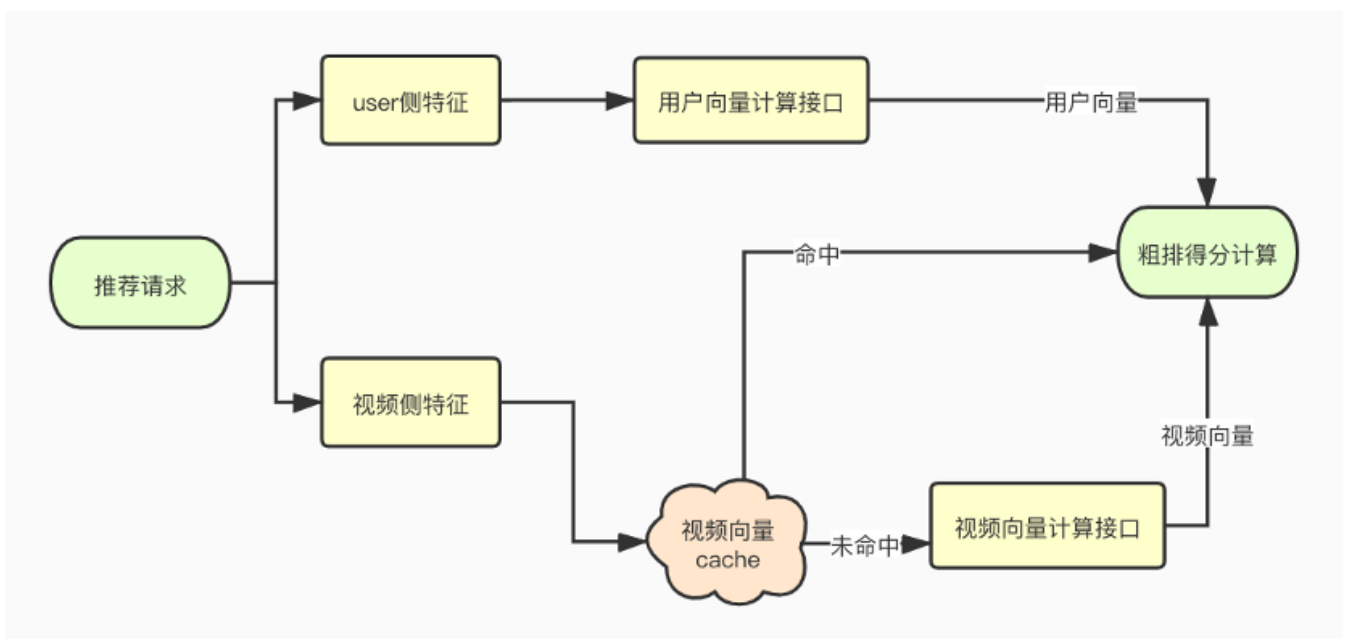 user侧特征
用户向量计算接口
用户向量
推荐请求
命中
粗排得分计算
视频侧特征
视频向量
视频向量
cache
未命中
视频向量计算接口